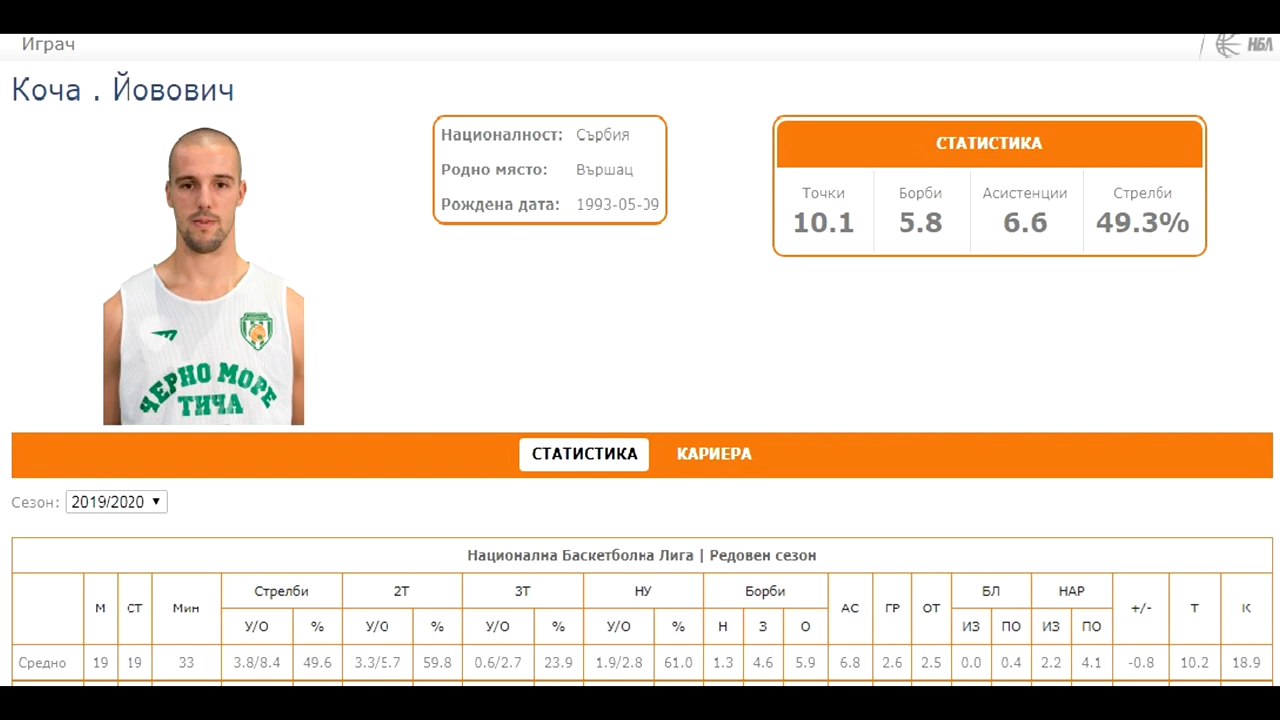 Играч
НБЛ
Коча . Йовович
Националност: Сърбия
Родно място: Вършац
Рождена дата: 1993-05-09
СТАТИСТИКА
Точки Борби Асистенции Стрелби
10.1 5.8 6.6 49.3%
ЧЕРНО МОРЕ
ТИЧА
СТАТИСТИКА КАРИЕРА
Сезон: 2019/2020
Национална Баскетболна Лига | Редовен сезон
М СТ Мин Стрелби 2Т 3Т НУ Борби АС ГР ОТ БЛ НАР +/- Т К
У/О % У/О % У/О % У/О % Н З О ИЗ ПО ИЗ ПО
Средно 19 19 33 3.8/8.4 49.6 3.3/5.7 59.8 0.6/2.7 23.9 1.9/2.8 61.0 1.3 4.6 5.9 6.8 2.6 2.5 0.0 0.4 2.2 4.1 -0.8 10.2 18.9